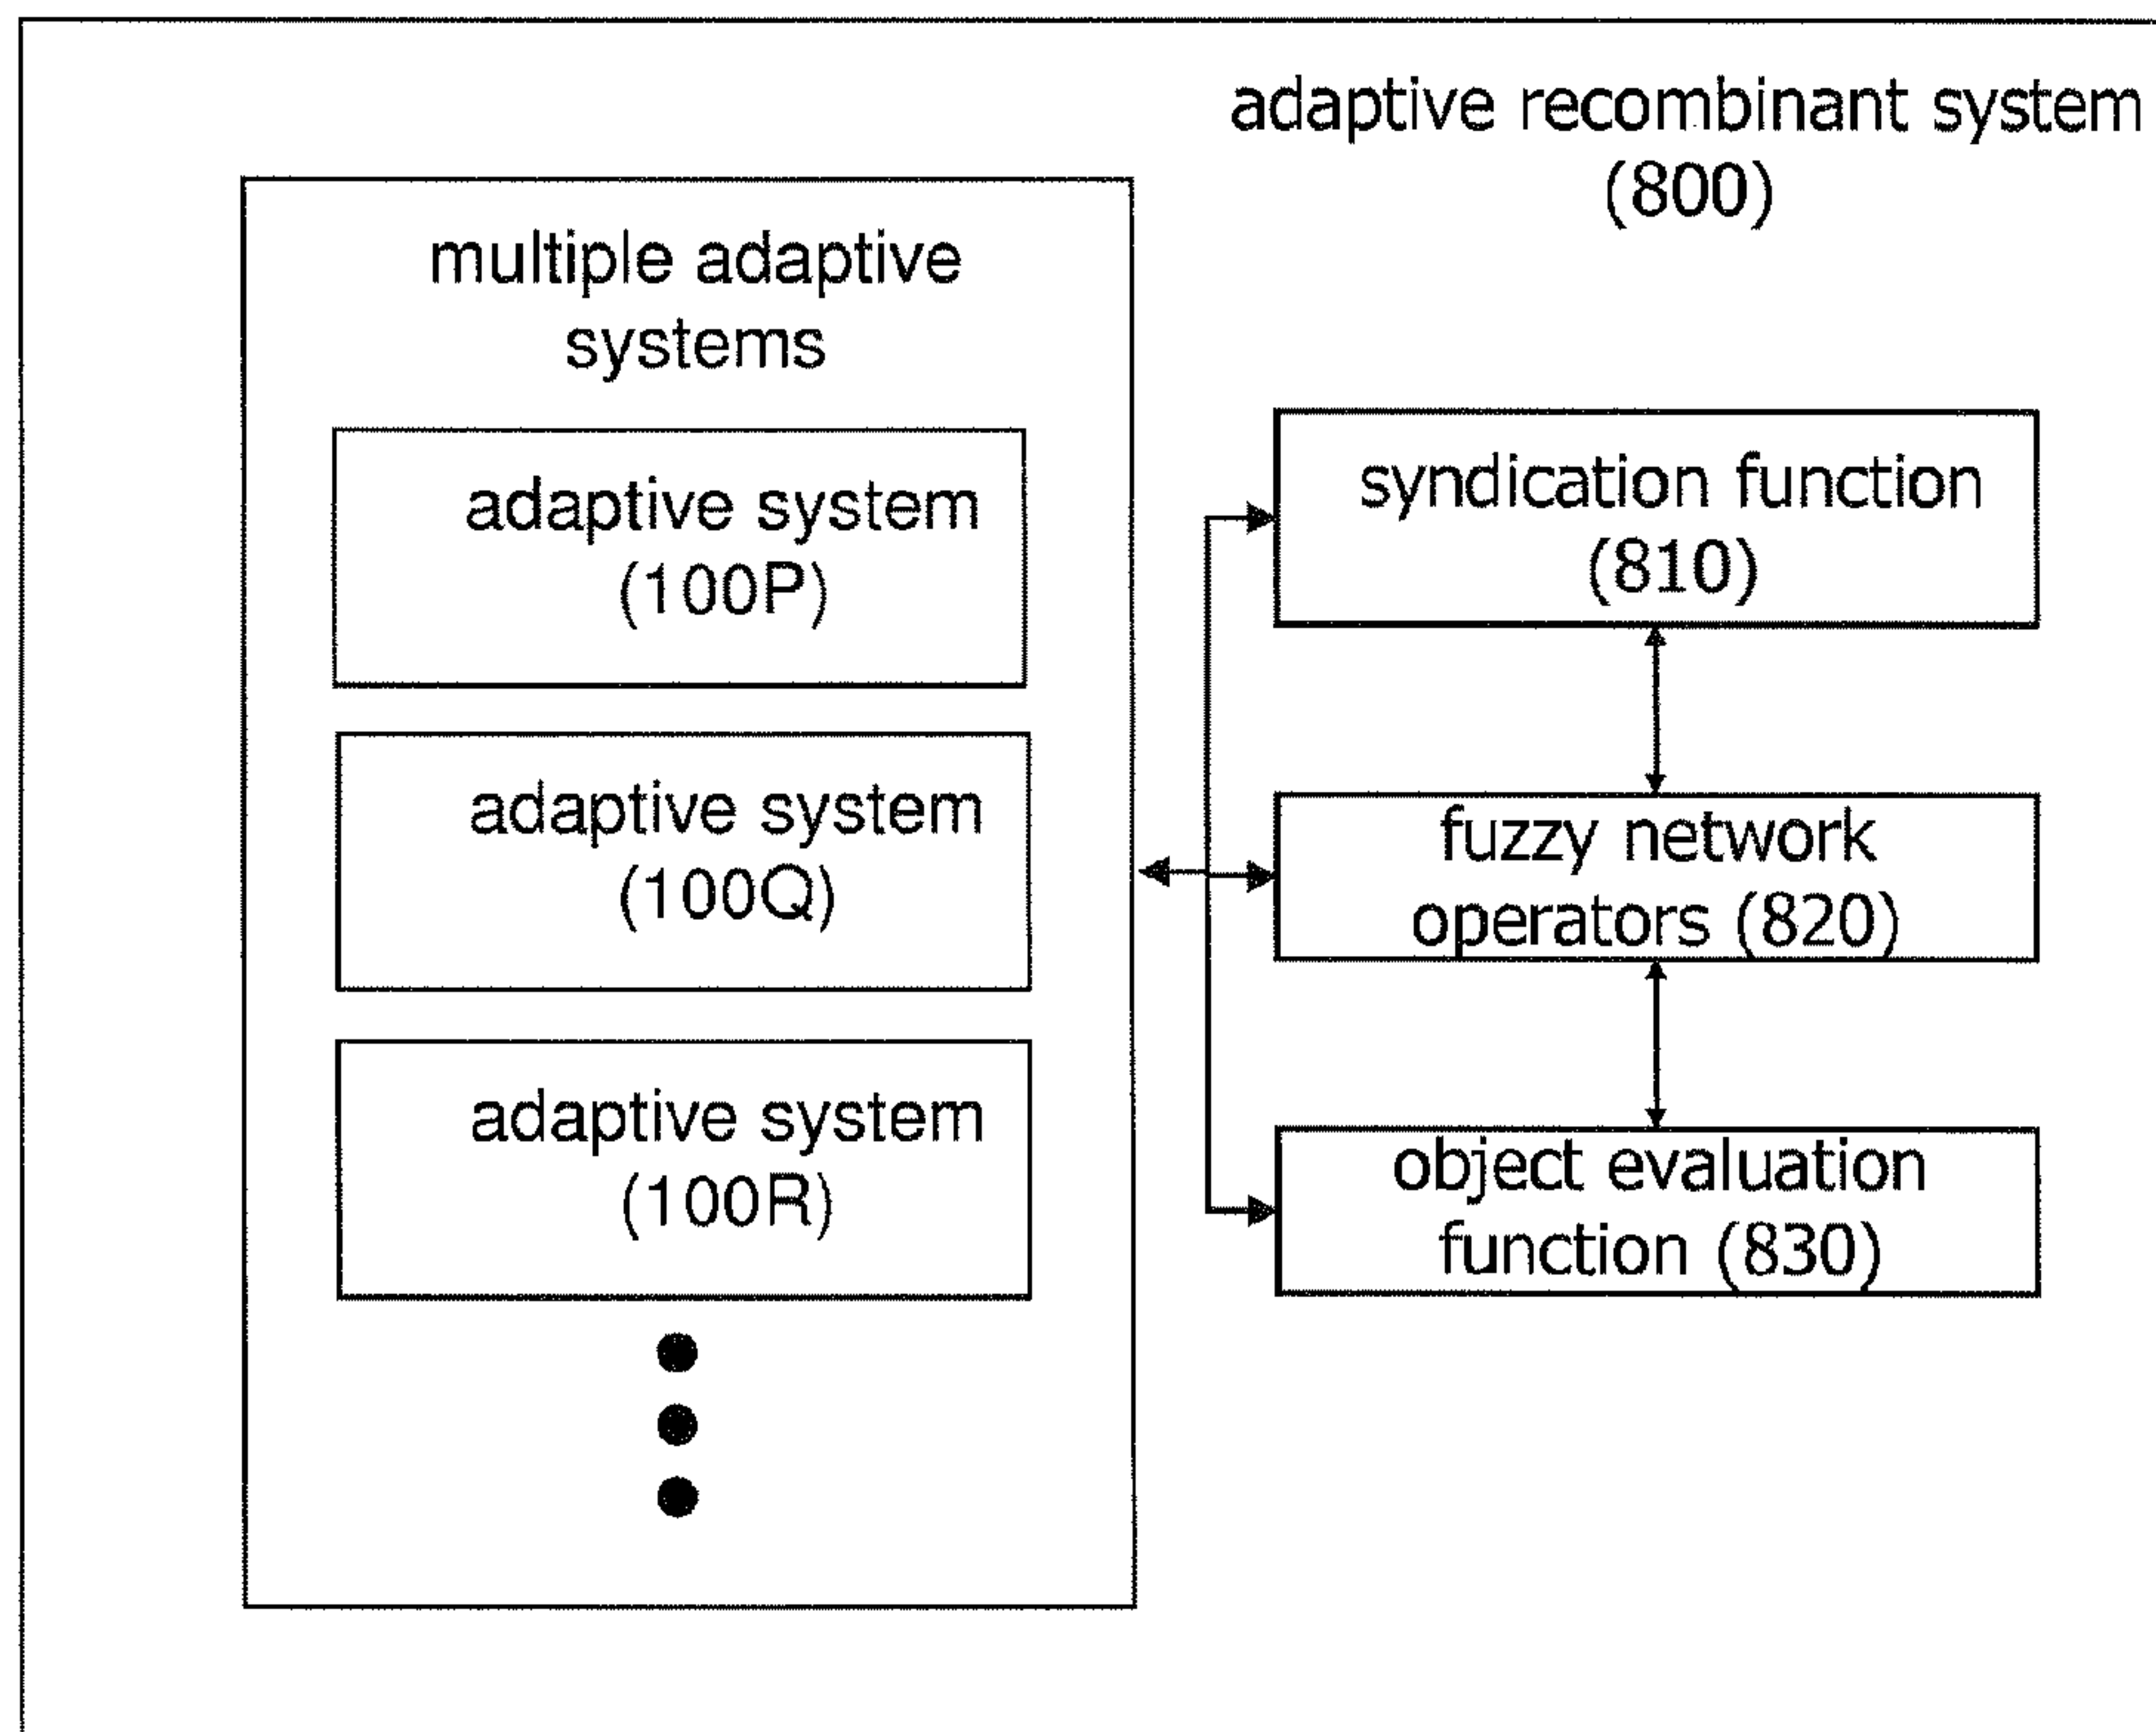 adaptive recombinant system
(800)
multiple adaptive
systems
adaptive system
(100P)
adaptive system
(100Q)
adaptive system
(100R)
syndication function
(810)
fuzzy network
operators (820)
object evaluation
function (830)